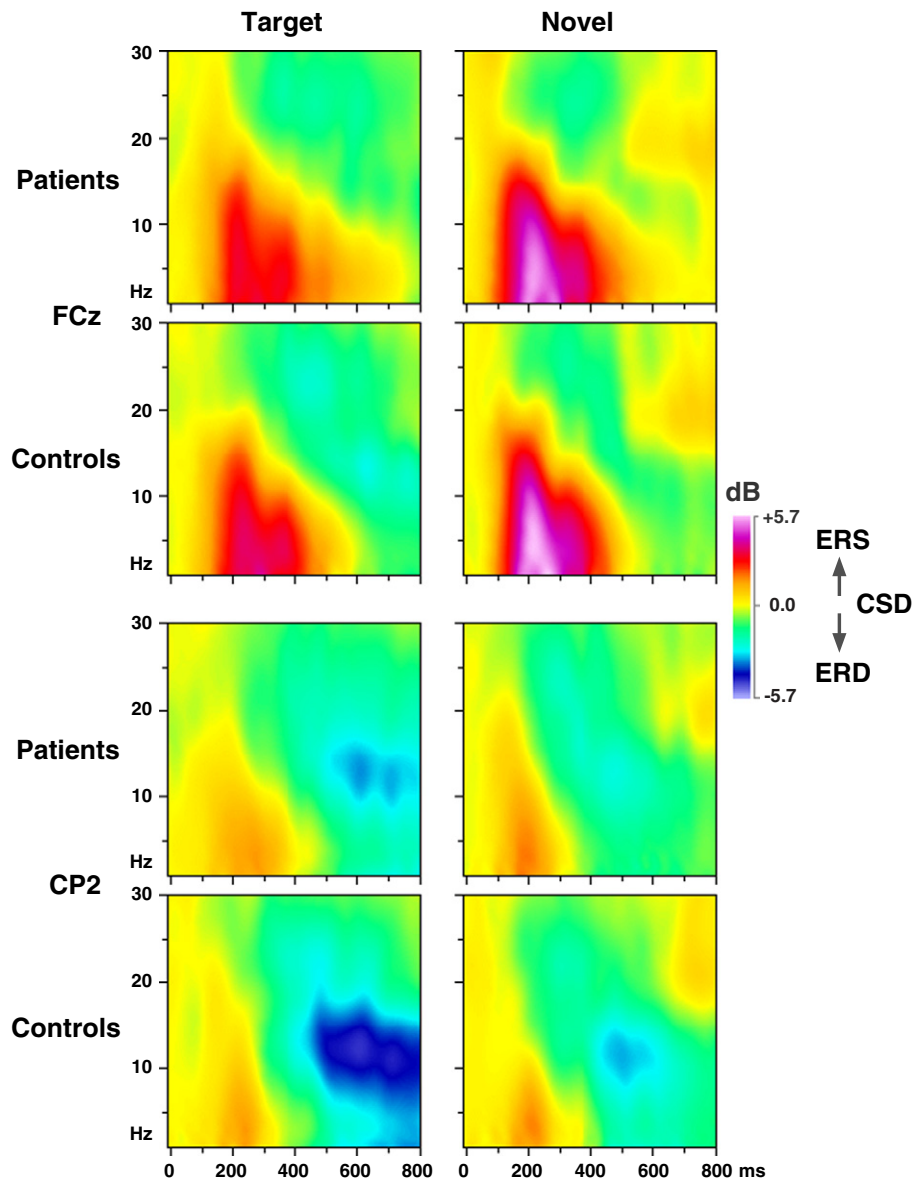 Target Novel
30
20
Patients
10
Hz
FCz
30
20
Controls
10
Hz
dB
+5.7
ERS
0.0
CSD
ERD
-5.7
30
20
Patients
10
Hz
CP2
30
20
Controls
10
Hz
0 200 400 600 800 0 200 400 600 800 ms